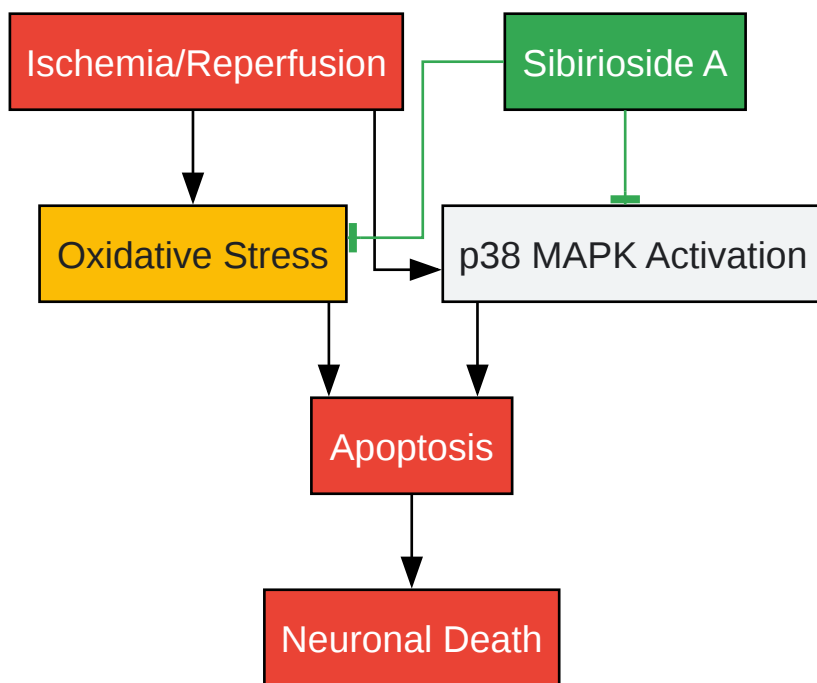 Ischemia/Reperfusion
Sibirioside A
Oxidative Stress
p38 MAPK Activation
Apoptosis
Neuronal Death